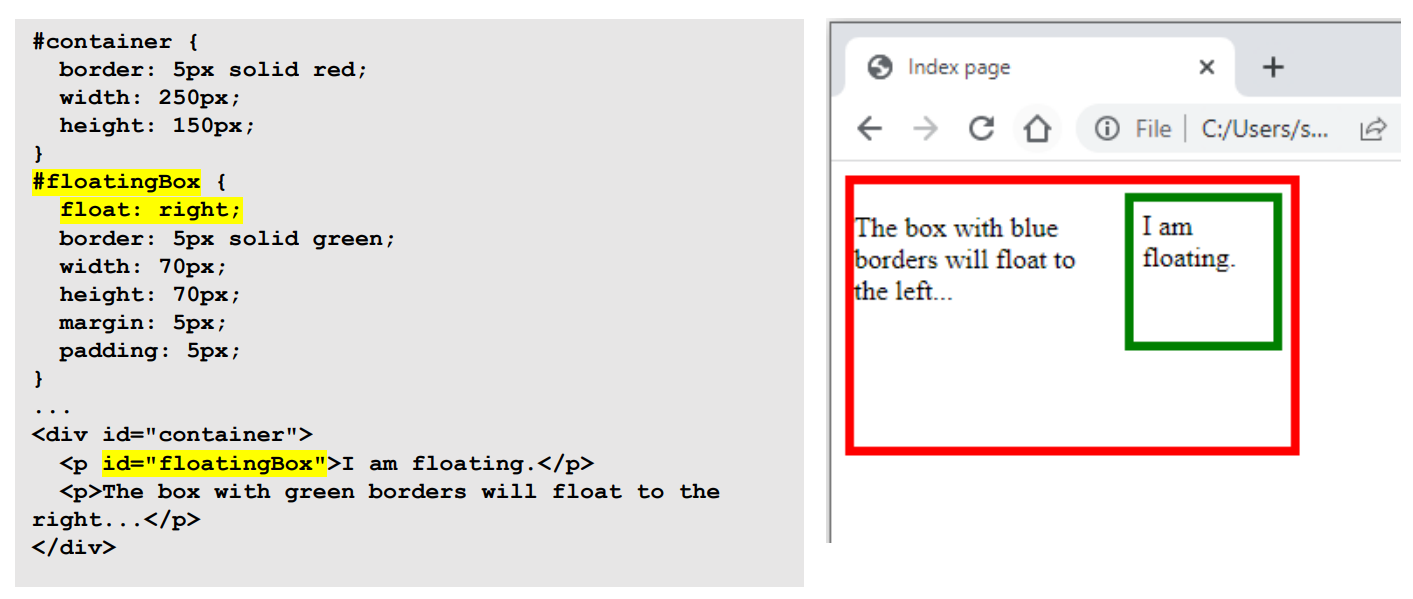 #container {
  border: 5px solid red;
  width: 250px;
  height: 150px;
}
#floatingBox {
  float: right;
  border: 5px solid green;
  width: 70px;
  height: 70px;
  margin: 5px;
  padding: 5px;
}
...
<div id="container">
  <p id="floatingBox">I am floating.</p>
  <p>The box with green borders will float to the
right...</p>
</div>
Index page
File C:/Users/s...
The box with blue
borders will float to
the left...
I am
floating.